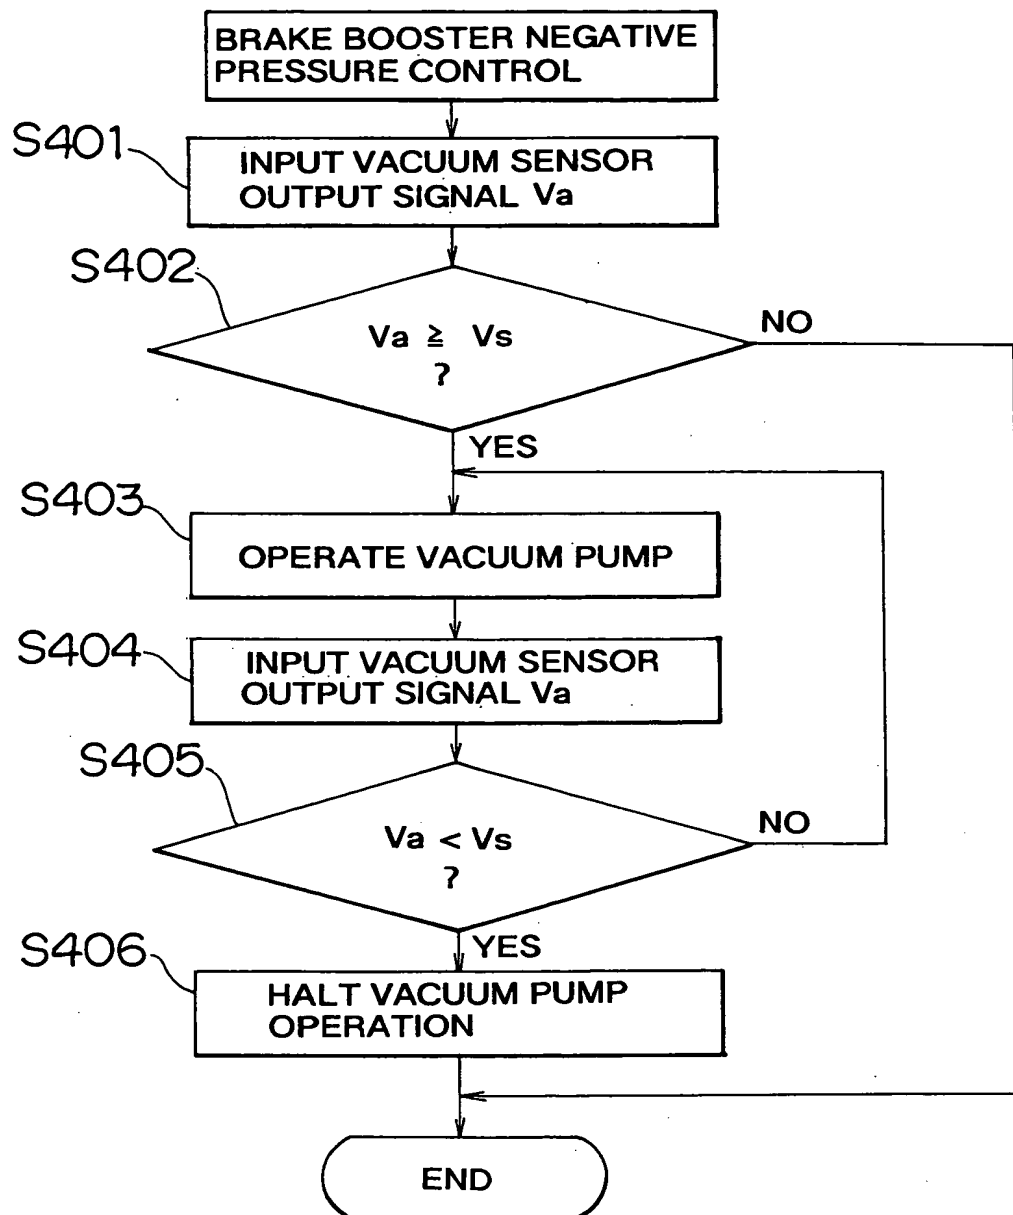 BRAKE BOOSTER NEGATIVE
PRESSURE CONTROL
S401
INPUT VACUUM SENSOR
OUTPUT SIGNAL Va
S402
Va ≧ Vs
?
NO
YES
S403
OPERATE VACUUM PUMP
S404
INPUT VACUUM SENSOR
OUTPUT SIGNAL Va
S405
Va < Vs
?
NO
YES
S406
HALT VACUUM PUMP
OPERATION
END